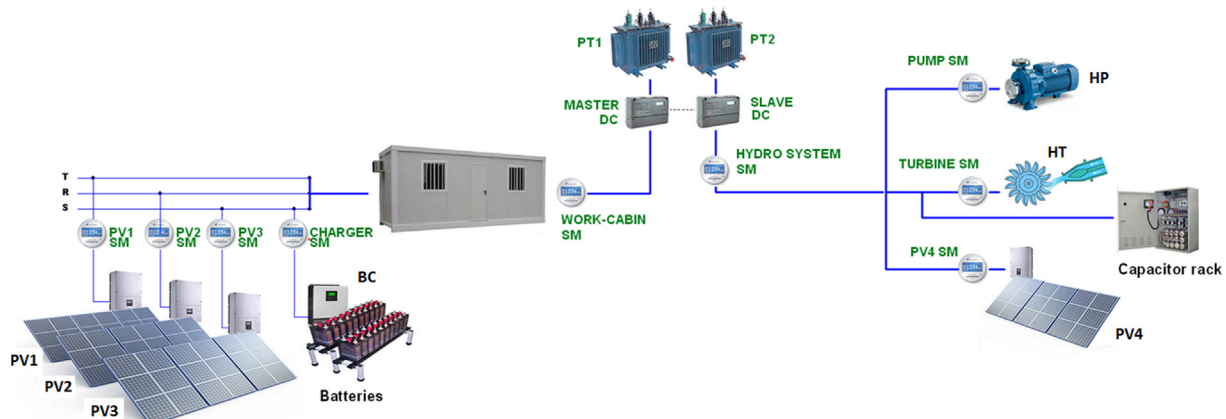 PT1
PT2
MASTER
DC
SLAVE
DC
PUMP SM
HP
HYDRO SYSTEM
SM
TURBINE SM
HT
T
R
S
WORK-CABIN
SM
PV1
SM
PV2
SM
PV3
SM
CHARGER
SM
PV4 SM
Capacitor rack
BC
PV1
PV2
PV3
Batteries
PV4